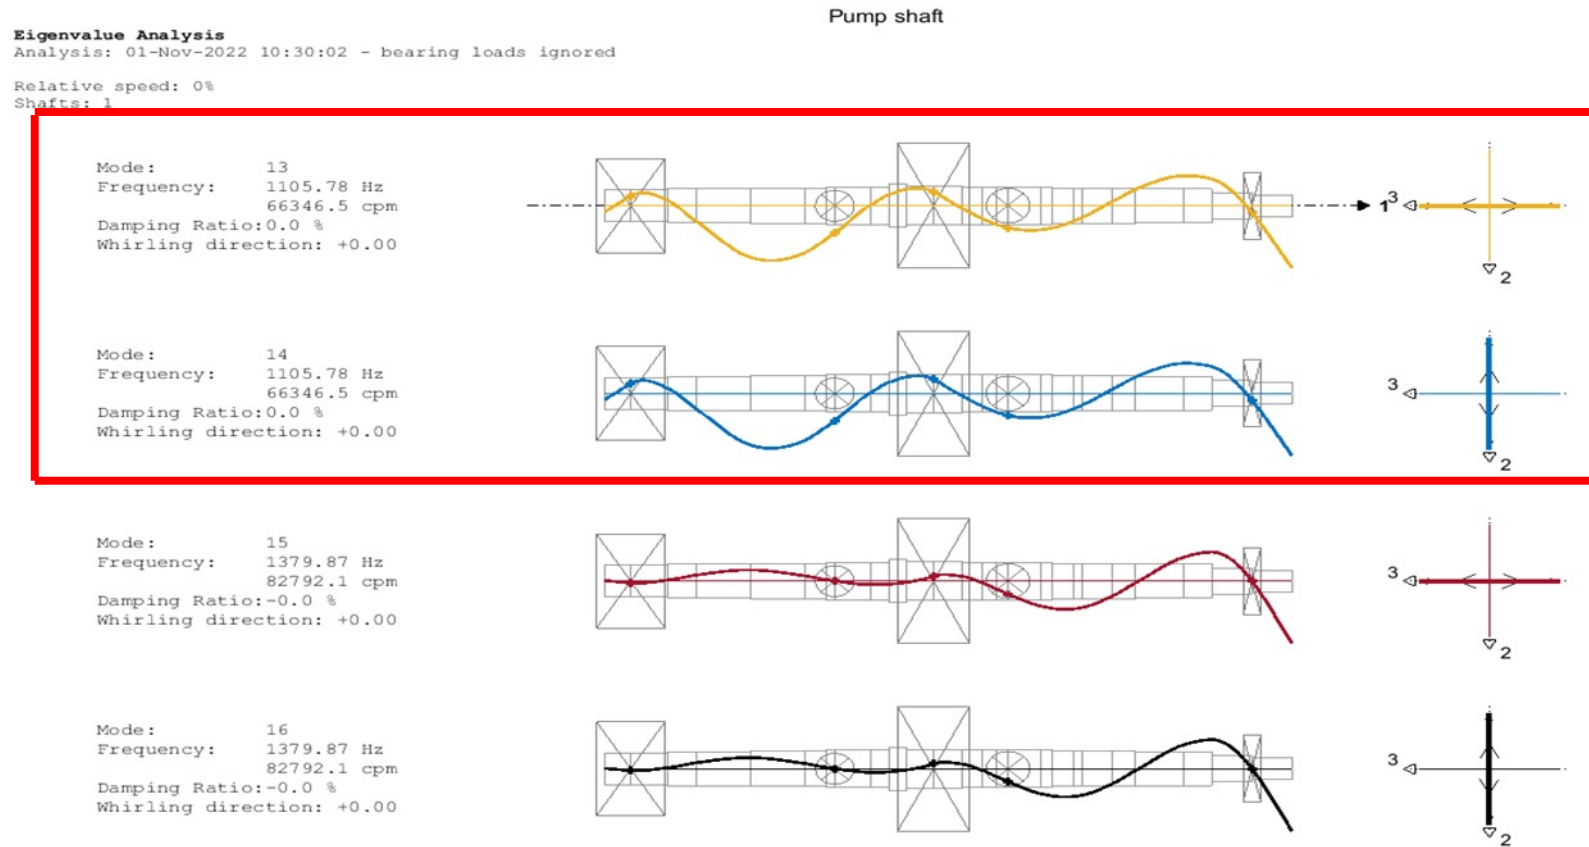 Pump shaft
Eigenvalue Analysis
Analysis: 01-Nov-2022 10:30:02 - bearing loads ignored
Relative speed: 0%
Shafts: 1
Mode: 13
Frequency: 1105.78 Hz
66346.5 cpm
Damping Ratio:0.0 %
Whirling direction: +0.00
1
3
2
Mode: 14
Frequency: 1105.78 Hz
66346.5 cpm
Damping Ratio:0.0 %
Whirling direction: +0.00
3
2
Mode: 15
Frequency: 1379.87 Hz
82792.1 cpm
Damping Ratio:-0.0 %
Whirling direction: +0.00
3
2
Mode: 16
Frequency: 1379.87 Hz
82792.1 cpm
Damping Ratio:-0.0 %
Whirling direction: +0.00
3
2